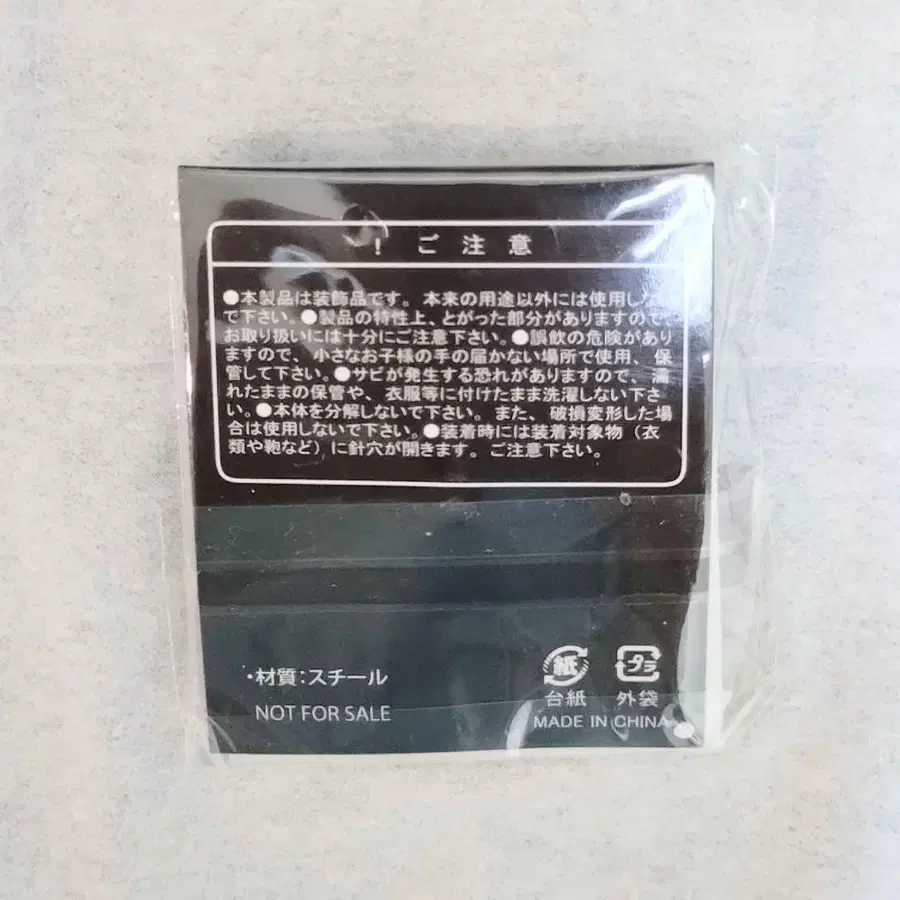 ! ご注意
●本製品は装飾品です。本来の用途以外には使用しな
で下さい。●製品の特性上、とがった部分がありますので、
お取り扱いには十分にご注意下さい。●誤飲の危険があり
ますので、小さなお子様の手の届かない場所で使用、保
管して下さい。●サビが発生する恐れがありますので、濡
れたままの保管や、衣服等に付けたまま洗濯しない下さ
い。●本体を分解しないで下さい。また、破損変形した場
合は使用しないで下さい。●装着時には装着対象物（衣
類や鞄など）に針穴が開きます。ご注意下さい。
・材質：スチール
NOT FOR SALE
紙 プラ
台紙 外袋
MADE IN CHINA